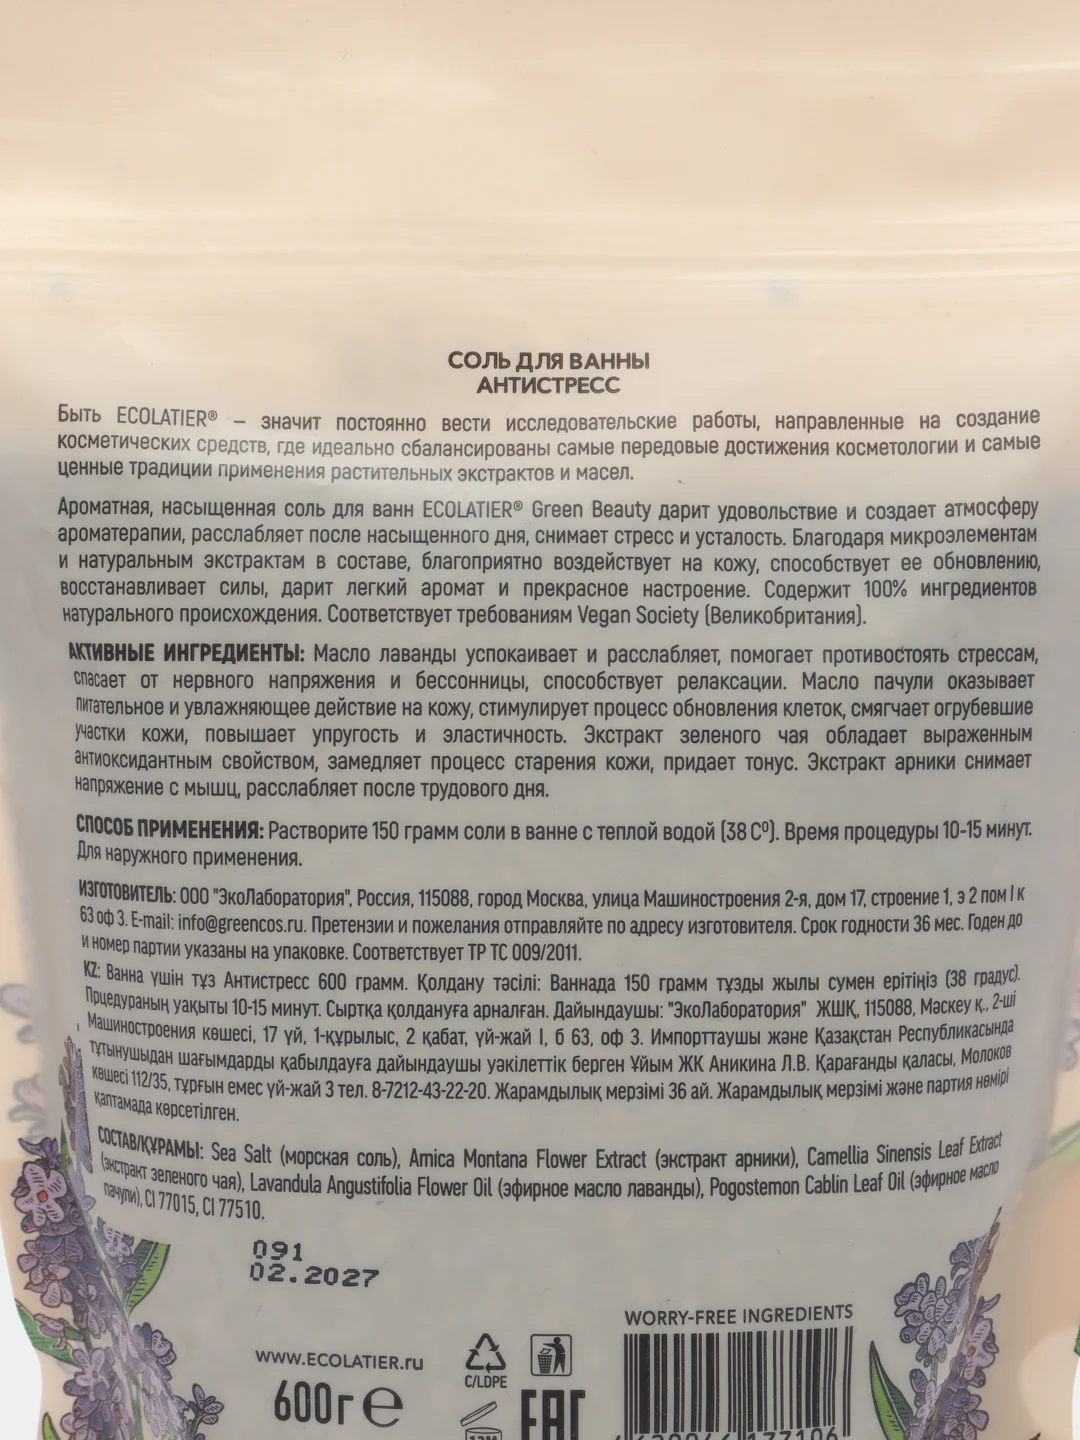 СОЛЬ ДЛЯ ВАННЫ
АНТИСТРЕСС
Быть ECOLATIER® – значит постоянно вести исследовательские работы, направленные на создание
косметических средств, где идеально сбалансированы самые передовые достижения косметологии и самые
ценные традиции применения растительных экстрактов и масел.
Ароматная, насыщенная соль для ванн ECOLATIER® Green Beauty дарит удовольствие и создает атмосферу
ароматерапии, расслабляет после насыщенного дня, снимает стресс и усталость. Благодаря микроэлементам
и натуральным экстрактам в составе, благоприятно воздействует на кожу, способствует ее обновлению,
восстанавливает силы, дарит легкий аромат и прекрасное настроение. Содержит 100% ингредиентов
натурального происхождения. Соответствует требованиям Vegan Society (Великобритания).
АКТИВНЫЕ ИНГРЕДИЕНТЫ: Масло лаванды успокаивает и расслабляет, помогает противостоять стрессам,
спасает от нервного напряжения и бессонницы, способствует релаксации. Масло пачули оказывает
питательное и увлажняющее действие на кожу, стимулирует процесс обновления клеток, смягчает огрубевшие
участки кожи, повышает упругость и эластичность. Экстракт зеленого чая обладает выраженным
антиоксидантным свойством, замедляет процесс старения кожи, придает тонус. Экстракт арники снимает
напряжение с мышц, расслабляет после трудового дня.
СПОСОБ ПРИМЕНЕНИЯ: Растворите 150 грамм соли в ванне с теплой водой (38 Cº). Время процедуры 10-15 минут.
Для наружного применения.
ИЗГОТОВИТЕЛЬ: ООО "ЭкоЛаборатория", Россия, 115088, город Москва, улица Машиностроения 2-я, дом 17, строение 1, э 2 пом I к
63 оф 3. E-mail: info@greencos.ru. Претензии и пожелания отправляйте по адресу изготовителя. Срок годности 36 мес. Годен до
и номер партии указаны на упаковке. Соответствует ТР ТС 009/2011.
KZ: Ванна үшін тұз Антистресс 600 грамм. Қолдану тәсілі: Ваннада 150 грамм тұзды жылы сумен ерітіңіз (38 градус).
Прцедураның уақыты 10-15 минут. Сыртқа қолдануға арналған. Дайындаушы: "ЭкоЛаборатория" ЖШҚ, 115088, Мәскеу қ., 2-ші
Машиностроения көшесі, 17 үй, 1-құрылыс, 2 қабат, үй-жай I, б 63, оф 3. Импорттаушы және Қазақстан Республикасында
тұтынушыдан шағымдарды қабылдауға дайындаушы уәкілеттік берген Ұйым ЖК Аникина Л.В. Қарағанды қаласы, Молоков
көшесі 112/35, тұрғын емес үй-жай 3 тел. 8-7212-43-22-20. Жарамдылық мерзімі 36 ай. Жарамдылық мерзімі және партия нөмірі
қаптамада көрсетілген.
СОСТАВ/ҚҰРАМЫ: Sea Salt (морская соль), Arnica Montana Flower Extract (экстракт арники), Camellia Sinensis Leaf Extract
(экстракт зеленого чая), Lavandula Angustifolia Flower Oil (эфирное масло лаванды), Pogostemon Cablin Leaf Oil (эфирное масло
пачули), CI 77015, CI 77510.
091
02.2027
WORRY-FREE INGREDIENTS
WWW.ECOLATIER.ru
C/LDPE
600г ℮
EAC
12M